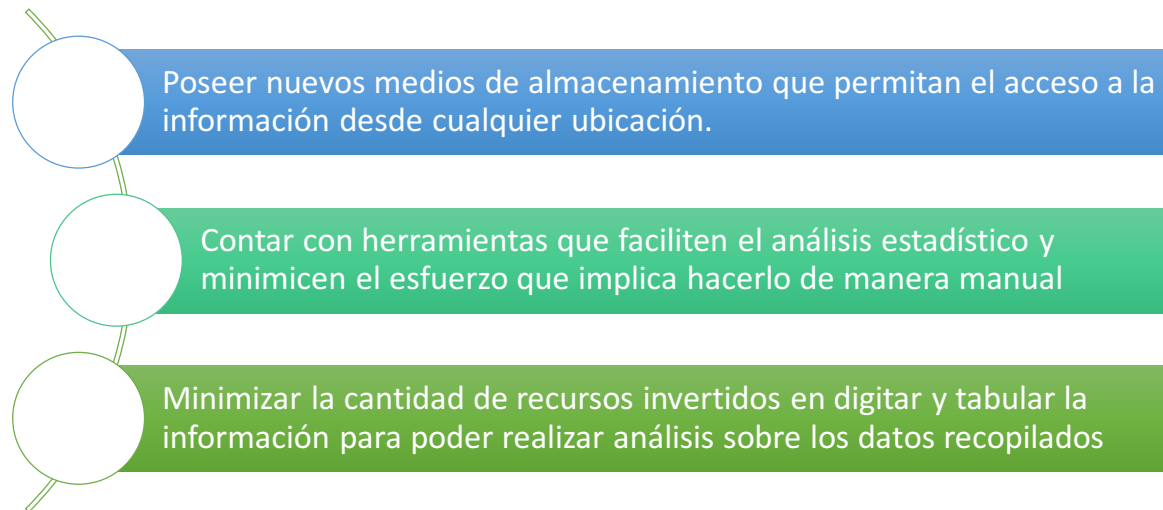 Poseer nuevos medios de almacenamiento que permitan el acceso a la
información desde cualquier ubicación.
Contar con herramientas que faciliten el análisis estadístico y
minimicen el esfuerzo que implica hacerlo de manera manual
Minimizar la cantidad de recursos invertidos en digitar y tabular la
información para poder realizar análisis sobre los datos recopilados